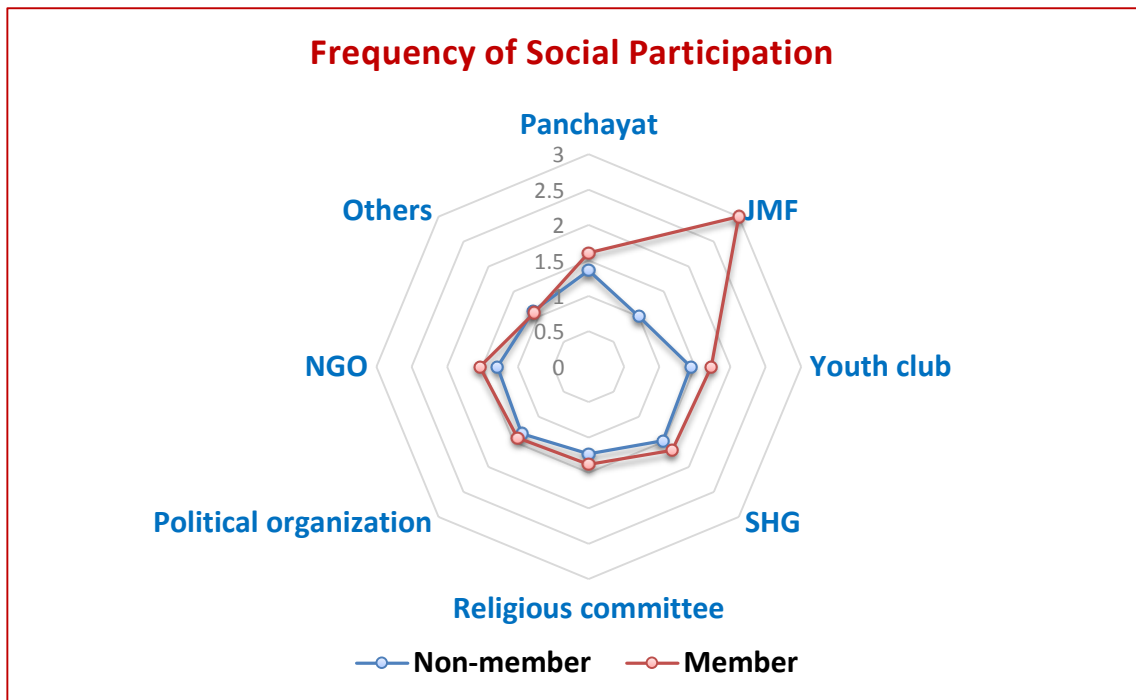 Frequency of Social Participation
Panchayat
3
2.5
2
1.5
1
0.5
0
Others
JMF
NGO
Youth club
Political organization
SHG
Religious committee
Non-member
Member